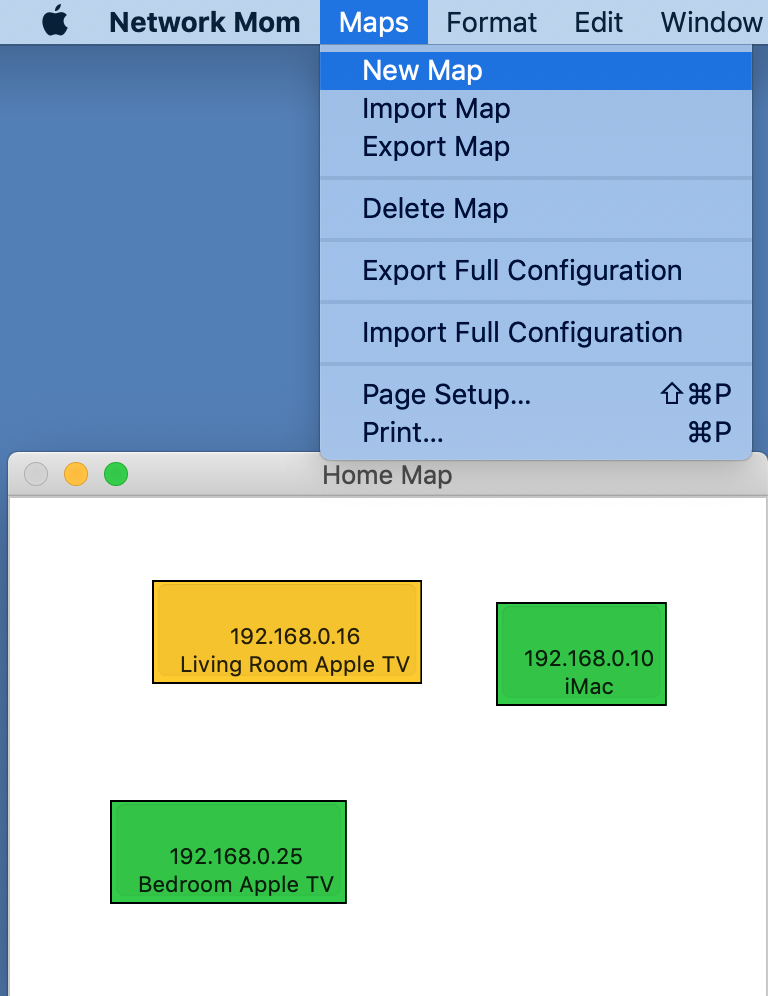 Network Mom Maps Format Edit Window
New Map
Import Map
Export Map
Delete Map
Export Full Configuration
Import Full Configuration
Page Setup... ⇧⌘P
Print... ⌘P
Home Map
192.168.0.16
Living Room Apple TV
192.168.0.10
iMac
192.168.0.25
Bedroom Apple TV